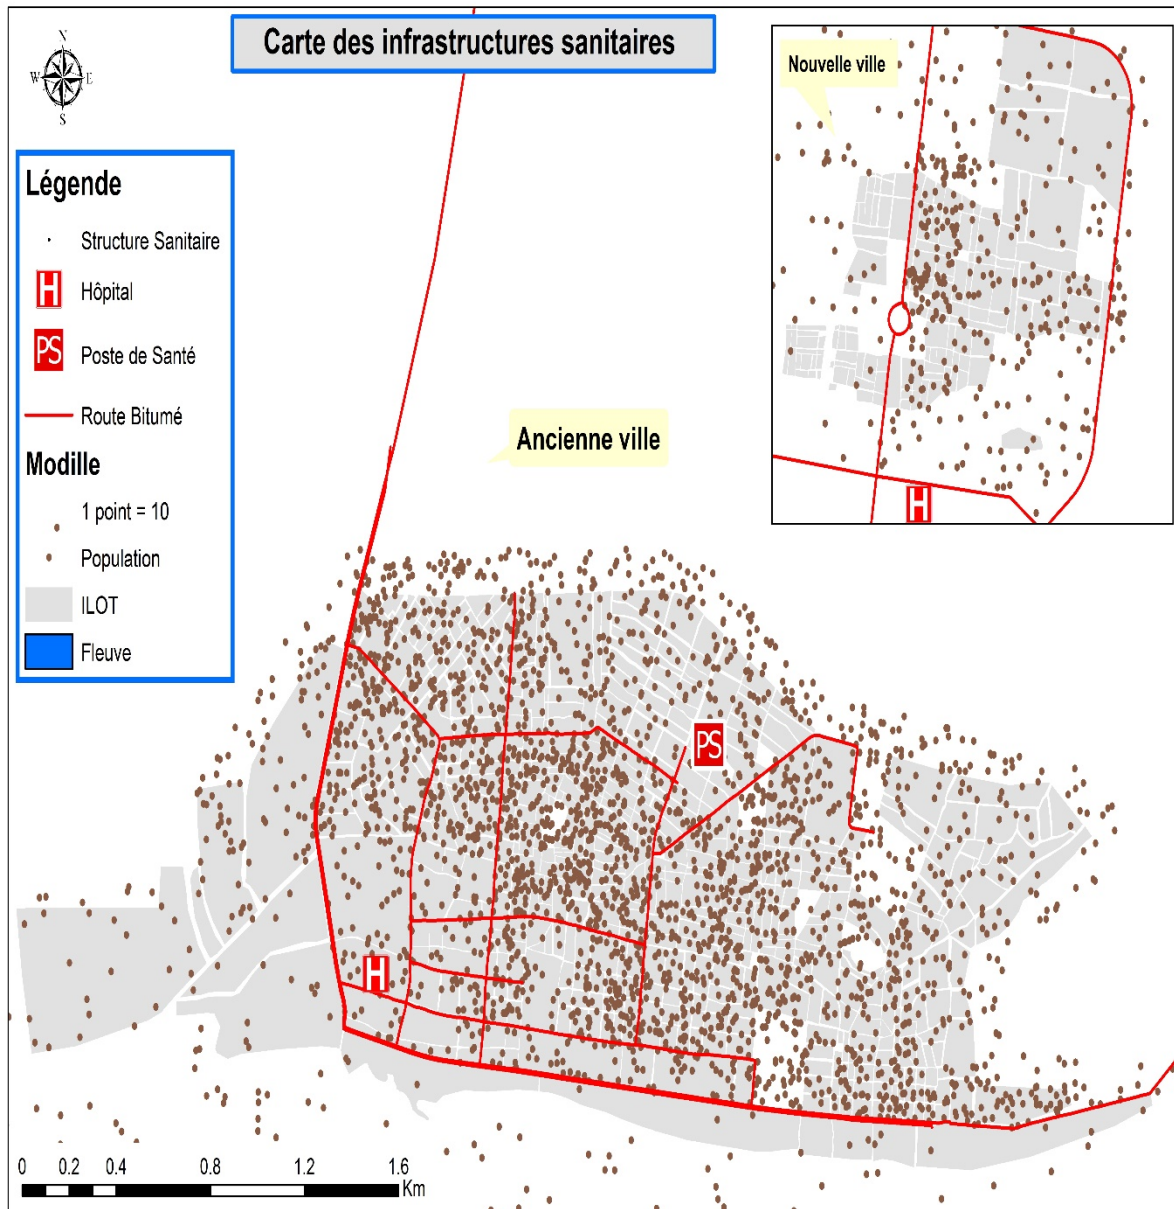 Carte des infrastructures sanitaires
N
W E
S
Nouvelle ville
Légende
Structure Sanitaire
H Hôpital
PS Poste de Santé
Route Bitumé
Modille
1 point = 10
Population
ILOT
Fleuve
Ancienne ville
H
PS
H
0 0.2 0.4 0.8 1.2 1.6
Km